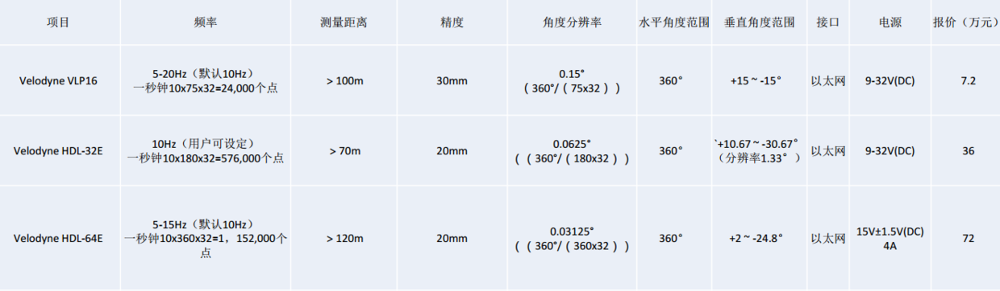 项目 频率 测量距离 精度 角度分辨率 水平角度范围 垂直角度范围 接口 电源 报价（万元）
Velodyne VLP16
5-20Hz（默认10Hz）
一秒钟10x75x32=24,000个点
> 100m
30mm
0.15°
（ 360°/（ 75x32 ））
360°
+15 ~ -15°
以太网
9-32V(DC)
7.2
Velodyne HDL-32E
10Hz（用户可设定）
一秒钟10x180x32=576,000个点
> 70m
20mm
0.0625°
（（ 360°/（ 180x32 ））
360°
`+10.67 ~ -30.67°
（分辨率1.33°）
以太网
9-32V(DC)
36
Velodyne HDL-64E
5-15Hz（默认10Hz）
一秒钟10x360x32=1，152,000个
点
> 120m
20mm
0.03125°
（（ 360°/（ 360x32 ））
360°
+2 ~ -24.8°
以太网
15V±1.5V(DC)
4A
72